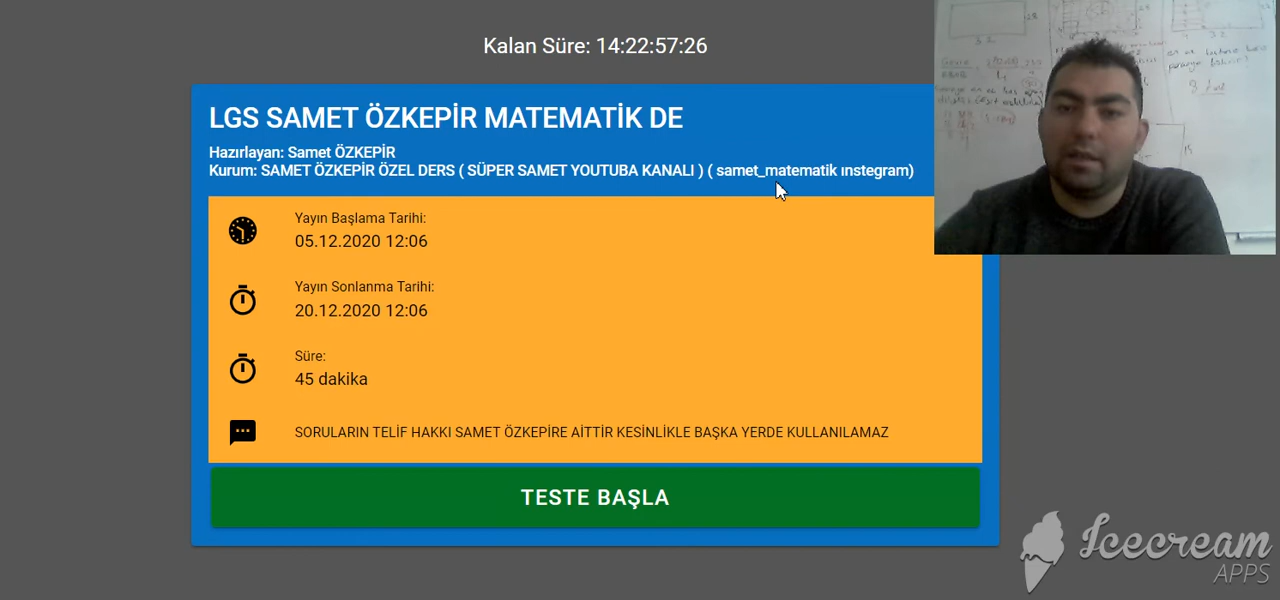 Kalan Süre: 14:22:57:26
LGS SAMET ÖZKEPİR MATEMATİK DE
Hazırlayan: Samet ÖZKEPİR
Kurum: SAMET ÖZKEPİR ÖZEL DERS ( SÜPER SAMET YOUTUBA KANALI ) ( samet_matematik ınstegram)
Yayın Başlama Tarihi:
05.12.2020 12:06
Yayın Sonlanma Tarihi:
20.12.2020 12:06
Süre:
45 dakika
SORULARIN TELİF HAKKI SAMET ÖZKEPİRE AİTTİR KESİNLİKLE BAŞKA YERDE KULLANILAMAZ
TESTE BAŞLA
Icecream
APPS